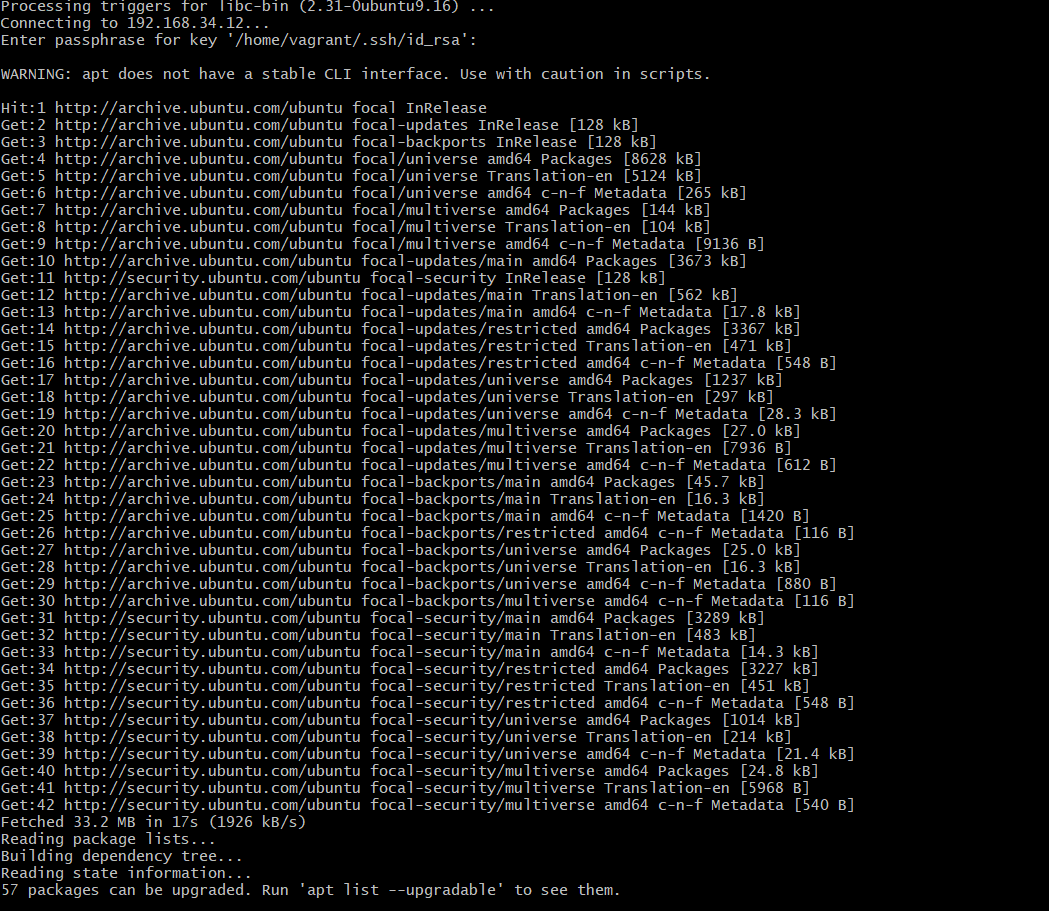 Processing triggers for libc-bin (2.31-0ubuntu9.16) ...
Connecting to 192.168.34.12...
Enter passphrase for key '/home/vagrant/.ssh/id_rsa':
WARNING: apt does not have a stable CLI interface. Use with caution in scripts.
Hit:1 http://archive.ubuntu.com/ubuntu focal InRelease
Get:2 http://archive.ubuntu.com/ubuntu focal-updates InRelease [128 kB]
Get:3 http://archive.ubuntu.com/ubuntu focal-backports InRelease [128 kB]
Get:4 http://archive.ubuntu.com/ubuntu focal/universe amd64 Packages [8628 kB]
Get:5 http://archive.ubuntu.com/ubuntu focal/universe Translation-en [5124 kB]
Get:6 http://archive.ubuntu.com/ubuntu focal/universe amd64 c-n-f Metadata [265 kB]
Get:7 http://archive.ubuntu.com/ubuntu focal/multiverse amd64 Packages [144 kB]
Get:8 http://archive.ubuntu.com/ubuntu focal/multiverse Translation-en [104 kB]
Get:9 http://archive.ubuntu.com/ubuntu focal/multiverse amd64 c-n-f Metadata [9136 B]
Get:10 http://archive.ubuntu.com/ubuntu focal-updates/main amd64 Packages [3673 kB]
Get:11 http://security.ubuntu.com/ubuntu focal-security InRelease [128 kB]
Get:12 http://archive.ubuntu.com/ubuntu focal-updates/main Translation-en [562 kB]
Get:13 http://archive.ubuntu.com/ubuntu focal-updates/main amd64 c-n-f Metadata [17.8 kB]
Get:14 http://archive.ubuntu.com/ubuntu focal-updates/restricted amd64 Packages [3367 kB]
Get:15 http://archive.ubuntu.com/ubuntu focal-updates/restricted Translation-en [471 kB]
Get:16 http://archive.ubuntu.com/ubuntu focal-updates/restricted amd64 c-n-f Metadata [548 B]
Get:17 http://archive.ubuntu.com/ubuntu focal-updates/universe amd64 Packages [1237 kB]
Get:18 http://archive.ubuntu.com/ubuntu focal-updates/universe Translation-en [297 kB]
Get:19 http://archive.ubuntu.com/ubuntu focal-updates/universe amd64 c-n-f Metadata [28.3 kB]
Get:20 http://archive.ubuntu.com/ubuntu focal-updates/multiverse amd64 Packages [27.0 kB]
Get:21 http://archive.ubuntu.com/ubuntu focal-updates/multiverse Translation-en [7936 B]
Get:22 http://archive.ubuntu.com/ubuntu focal-updates/multiverse amd64 c-n-f Metadata [612 B]
Get:23 http://archive.ubuntu.com/ubuntu focal-backports/main amd64 Packages [45.7 kB]
Get:24 http://archive.ubuntu.com/ubuntu focal-backports/main Translation-en [16.3 kB]
Get:25 http://archive.ubuntu.com/ubuntu focal-backports/main amd64 c-n-f Metadata [1420 B]
Get:26 http://archive.ubuntu.com/ubuntu focal-backports/restricted amd64 c-n-f Metadata [116 B]
Get:27 http://archive.ubuntu.com/ubuntu focal-backports/universe amd64 Packages [25.0 kB]
Get:28 http://archive.ubuntu.com/ubuntu focal-backports/universe Translation-en [16.3 kB]
Get:29 http://archive.ubuntu.com/ubuntu focal-backports/universe amd64 c-n-f Metadata [880 B]
Get:30 http://archive.ubuntu.com/ubuntu focal-backports/multiverse amd64 c-n-f Metadata [116 B]
Get:31 http://security.ubuntu.com/ubuntu focal-security/main amd64 Packages [3289 kB]
Get:32 http://security.ubuntu.com/ubuntu focal-security/main Translation-en [483 kB]
Get:33 http://security.ubuntu.com/ubuntu focal-security/main amd64 c-n-f Metadata [14.3 kB]
Get:34 http://security.ubuntu.com/ubuntu focal-security/restricted amd64 Packages [3227 kB]
Get:35 http://security.ubuntu.com/ubuntu focal-security/restricted Translation-en [451 kB]
Get:36 http://security.ubuntu.com/ubuntu focal-security/restricted amd64 c-n-f Metadata [548 B]
Get:37 http://security.ubuntu.com/ubuntu focal-security/universe amd64 Packages [1014 kB]
Get:38 http://security.ubuntu.com/ubuntu focal-security/universe Translation-en [214 kB]
Get:39 http://security.ubuntu.com/ubuntu focal-security/universe amd64 c-n-f Metadata [21.4 kB]
Get:40 http://security.ubuntu.com/ubuntu focal-security/multiverse amd64 Packages [24.8 kB]
Get:41 http://security.ubuntu.com/ubuntu focal-security/multiverse Translation-en [5968 B]
Get:42 http://security.ubuntu.com/ubuntu focal-security/multiverse amd64 c-n-f Metadata [540 B]
Fetched 33.2 MB in 17s (1926 kB/s)
Reading package lists...
Building dependency tree...
Reading state information...
57 packages can be upgraded. Run 'apt list --upgradable' to see them.